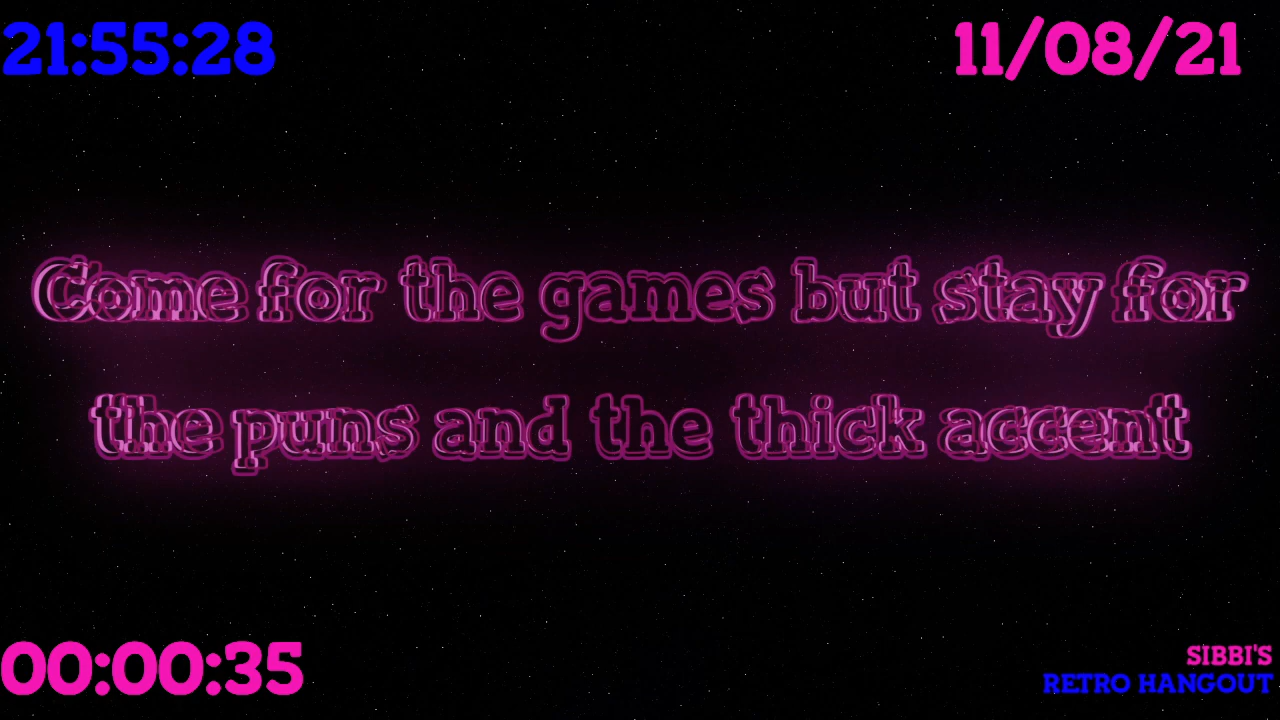 21:55:28
11/08/21
Come for the games but stay for
the puns and the thick accent
00:00:35
SIBBI'S
RETRO HANGOUT